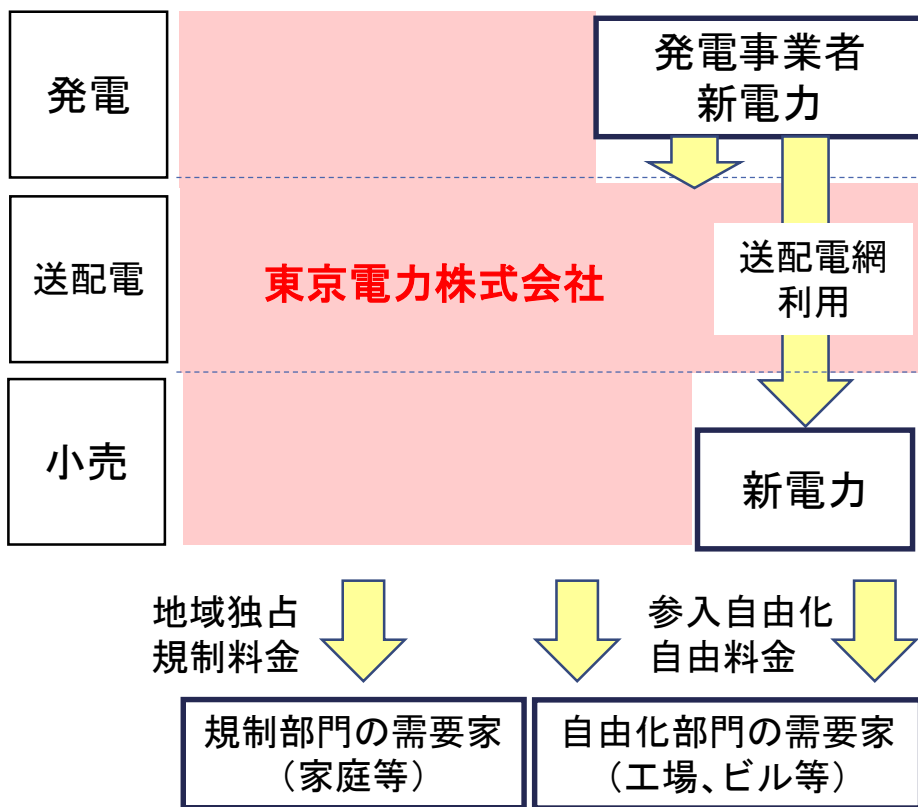 発電
発電事業者
新電力
送配電
東京電力株式会社
送配電網
利用
小売
新電力
地域独占
規制料金
参入自由化
自由料金
規制部門の需要家
（家庭等）
自由化部門の需要家
（工場、ビル等）